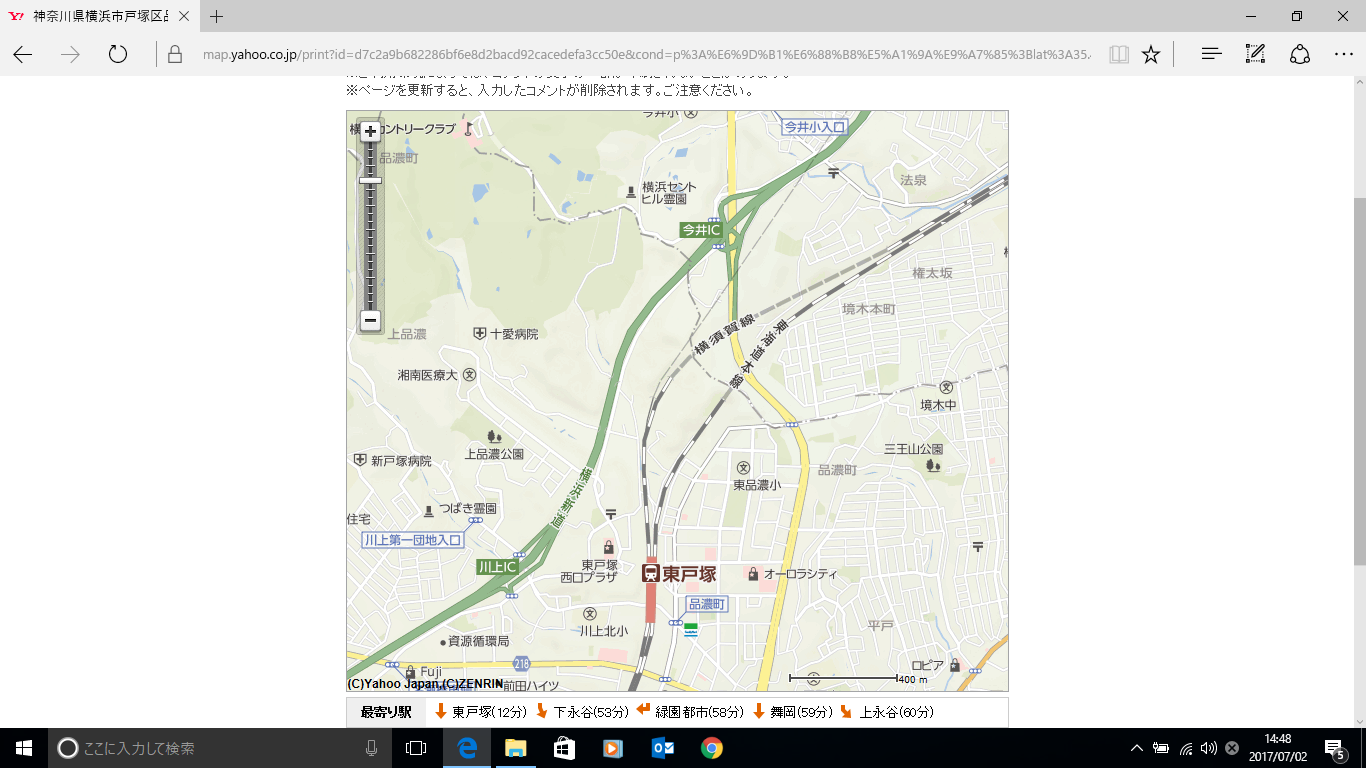 神奈川県横浜市戸塚区品
map.yahoo.co.jp/print?id=d7c2a9b682286bf6e8d2bacd92cacedefa3cc50e&cond=p%3A%E6%9D%B1%E6%88%B8%E5%A1%9A%E9%A7%85%3Blat%3A35.
※ページを更新すると、入力したコメントが削除されます。ご注意ください。
今井小
カントリークラブ
今井小入口
品濃町
法泉
横浜セント
ヒル霊園
今井IC
権太坂
境木本町
上品濃
十愛病院
横須賀線
東海道本線
湘南医療大
境木中
上品濃公園
三王山公園
新戸塚病院
品濃町
東品濃小
横浜新道
つばき霊園
住宅
川上第一団地入口
川上IC
東戸塚
西口プラザ
東戸塚
オーロラシティ
品濃町
川上北小
平戸
資源循環局
218
ロピア
Fuji
前田ハイツ
400 m
(C)Yahoo Japan,(C)ZENRIN
最寄り駅 東戸塚(12分) 下永谷(53分) 緑園都市(58分) 舞岡(59分) 上永谷(60分)
ここに入力して検索
14:48
2017/07/02
5